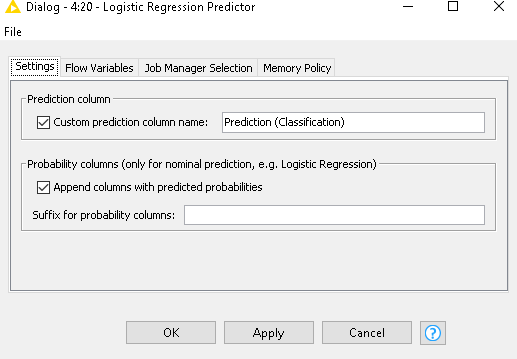 Dialog - 4:20 - Logistic Regression Predictor
File
Settings Flow Variables Job Manager Selection Memory Policy
Prediction column
Custom prediction column name: Prediction (Classification)
Probability columns (only for nominal prediction, e.g. Logistic Regression)
Append columns with predicted probabilities
Suffix for probability columns:
OK Apply Cancel ?